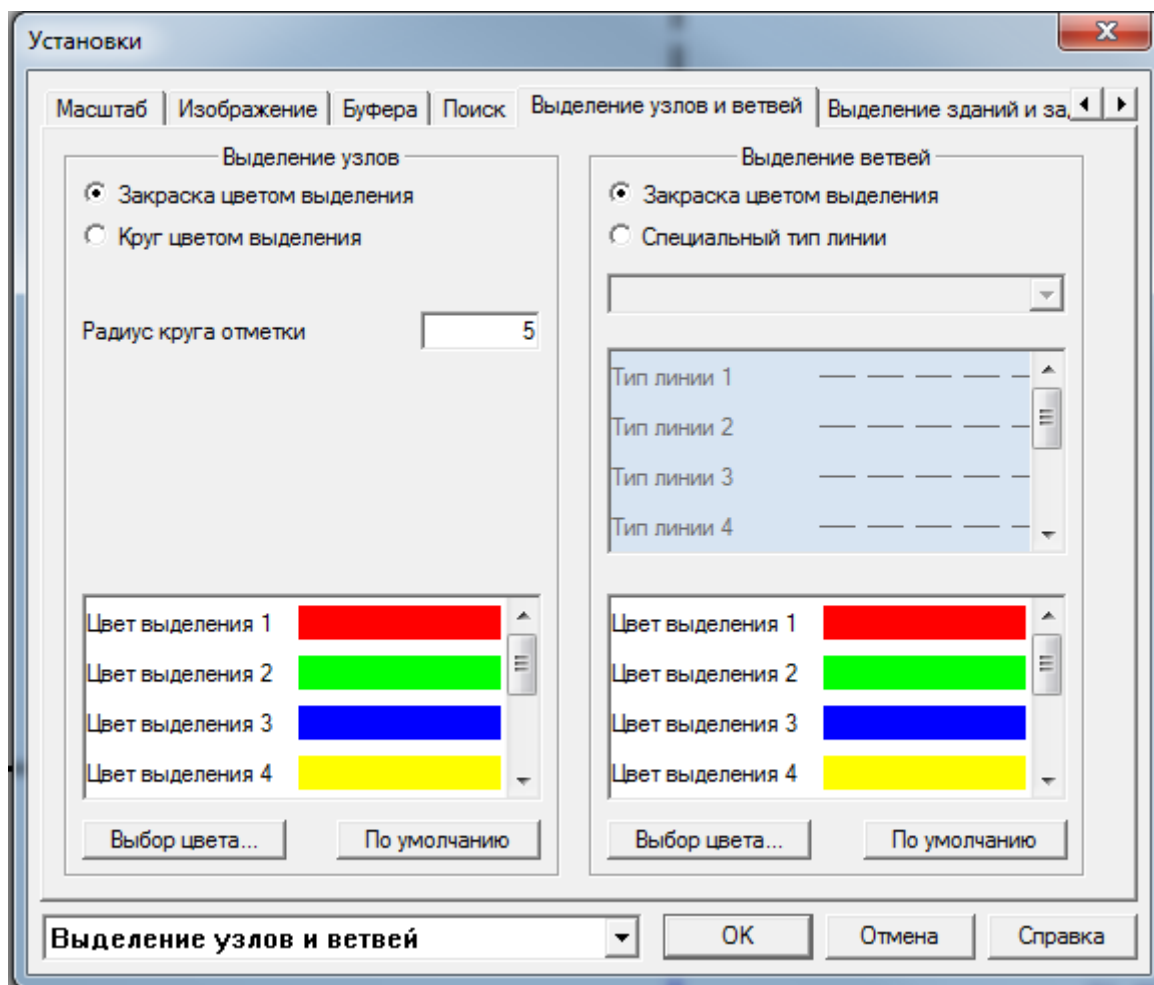 Установки
Масштаб Изображение Буфера Поиск Выделение узлов и ветвей Выделение зданий и
Выделение узлов
Закраска цветом выделения
Круг цветом выделения
Радиус круга отметки 5
Цвет выделения 1
Цвет выделения 2
Цвет выделения 3
Цвет выделения 4
Выбор цвета... По умолчанию
Выделение ветвей
Закраска цветом выделения
Специальный тип линии
Тип линии 1
Тип линии 2
Тип линии 3
Тип линии 4
Цвет выделения 1
Цвет выделения 2
Цвет выделения 3
Цвет выделения 4
Выбор цвета... По умолчанию
Выделение узлов и ветвей OK Отмена Справка